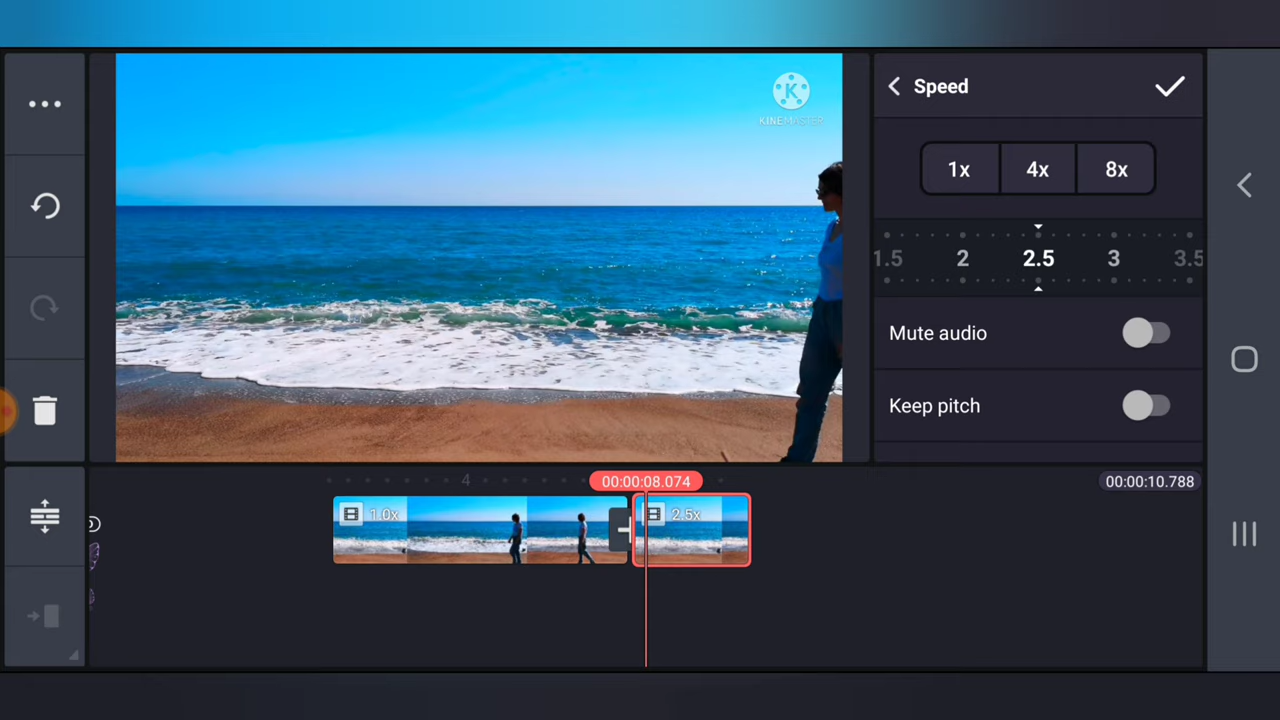 K
KINEMASTER
Speed
1x 4x 8x
1.5 2 2.5 3 3.5
Mute audio
Keep pitch
4
00:00:08.074
00:00:10.788
1.0x
2.5x